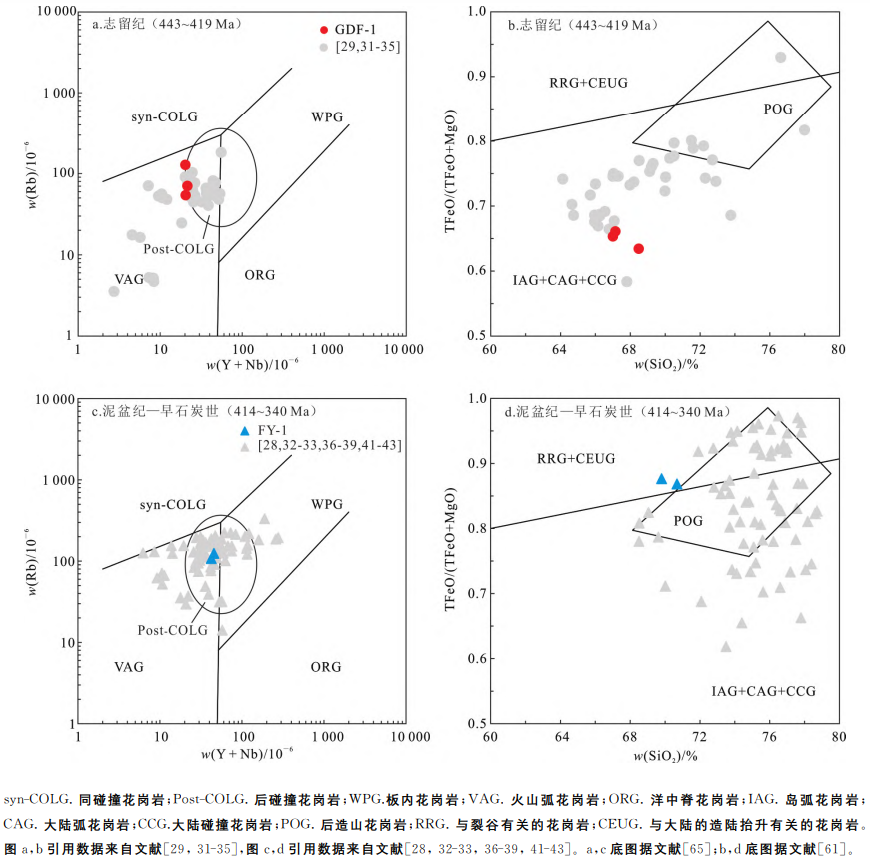 a.志留纪(443~419 Ma)
GDF-1
[29,31-35]
syn-COLG
WPG
Post-COLG
VAG
ORG
10 000
1 000
100
10
1
w(Rb)/10⁻⁶
1 10 100 1 000 10 000
w(Y+Nb)/10⁻⁶
b.志留纪(443~419 Ma)
RRG+CEUG
POG
IAG+CAG+CCG
1.0
0.9
0.8
0.7
0.6
0.5
TFeO/(TFeO+MgO)
60 64 68 72 76 80
w(SiO₂)/%
c.泥盆纪—早石炭世(414~340 Ma)
FY-1
[28,32-33,36-39,41-43]
syn-COLG
WPG
Post-COLG
VAG
ORG
10 000
1 000
100
10
1
w(Rb)/10⁻⁶
1 10 100 1 000 10 000
w(Y+Nb)/10⁻⁶
d.泥盆纪—早石炭世(414~340 Ma)
RRG+CEUG
POG
IAG+CAG+CCG
1.0
0.9
0.8
0.7
0.6
0.5
TFeO/(TFeO+MgO)
60 64 68 72 76 80
w(SiO₂)/%
syn-COLG.同碰撞花岗岩;Post-COLG.后碰撞花岗岩;WPG.板内花岗岩;VAG.火山弧花岗岩;ORG.洋中脊花岗岩;IAG.岛弧花岗岩;
CAG.大陆弧花岗岩;CCG.大陆碰撞花岗岩;POG.后造山花岗岩;RRG.与裂谷有关的花岗岩;CEUG.与大陆的造陆抬升有关的花岗岩。
图a,b引用数据来自文献[29,31-35],图c,d引用数据来自文献[28,32-33,36-39,41-43]。a,c底图据文献[65];b,d底图据文献[61]。